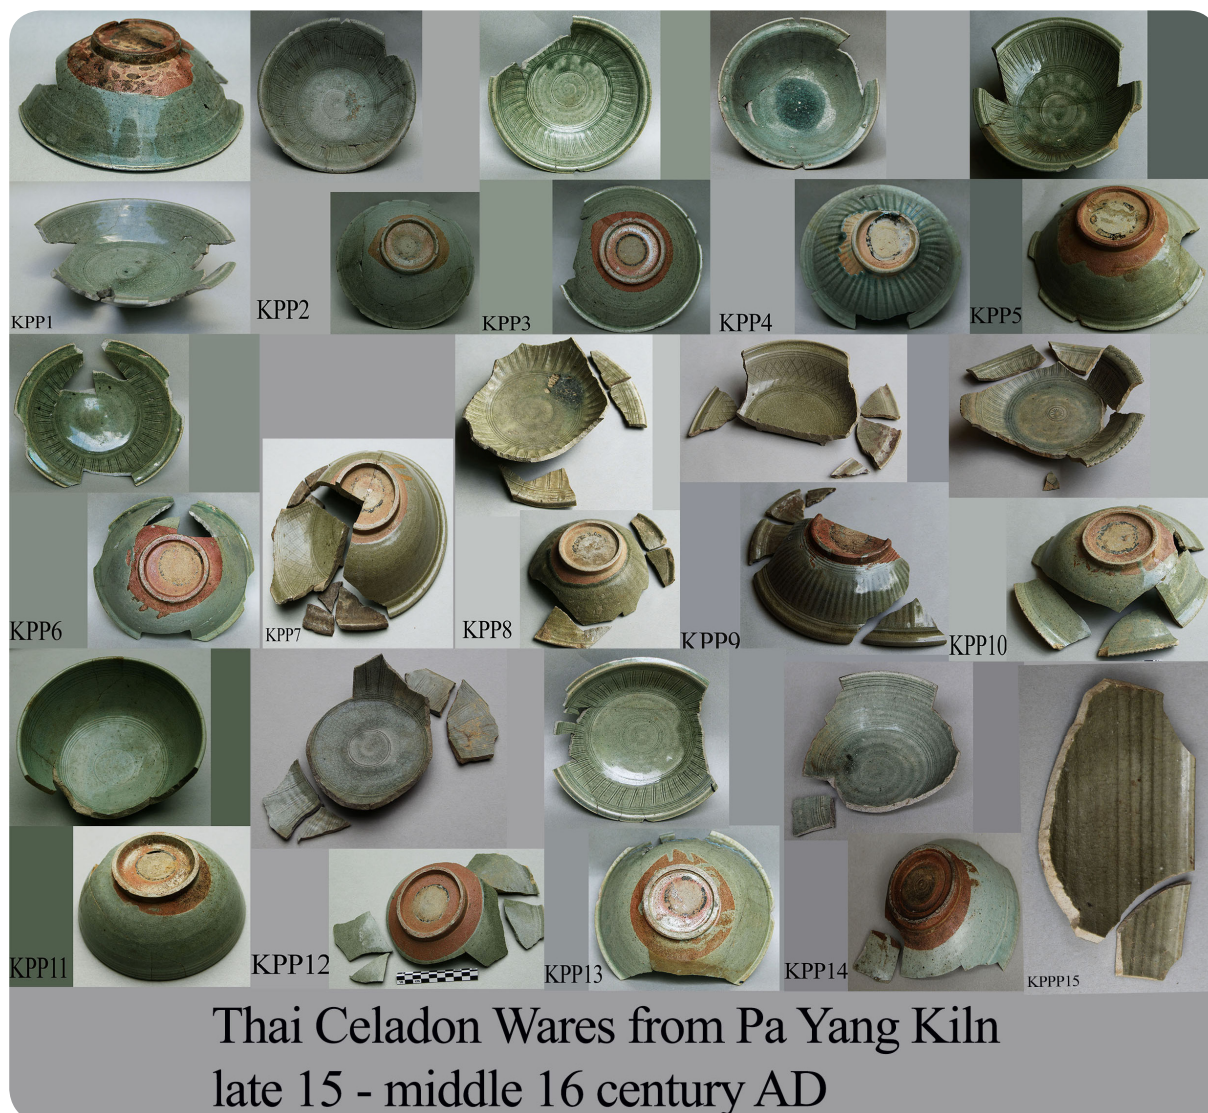 KPP1
KPP2
KPP3
KPP4
KPP5
KPP6
KPP7
KPP8
KPP9
KPP10
KPP11
KPP12
KPP13
KPP14
KPPP15
Thai Celadon Wares from Pa Yang Kiln
late 15 - middle 16 century AD